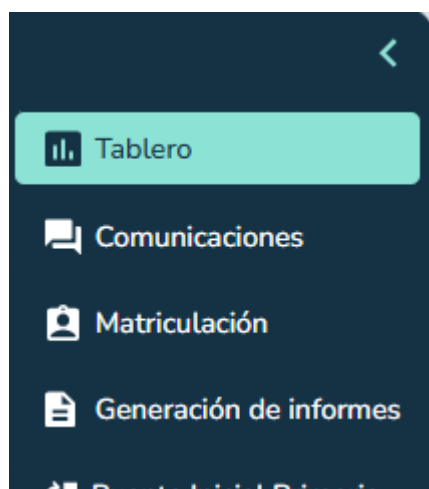 Tablero
Comunicaciones
Matriculación
Generación de informes